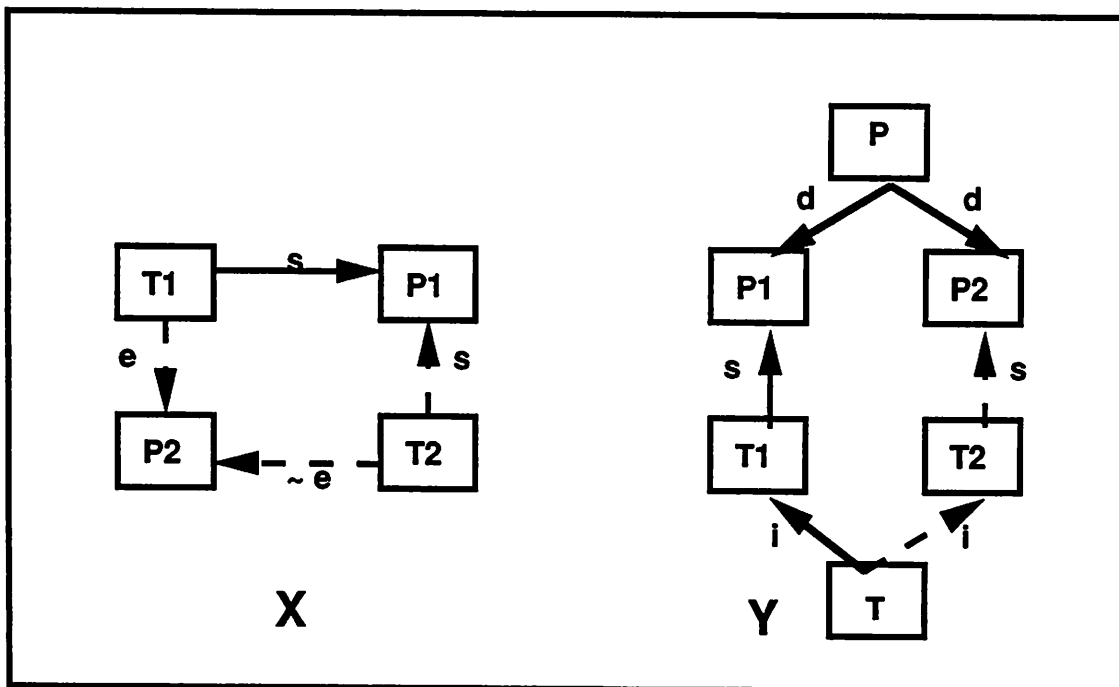 P
d d
T1 s P1
P1 P2
e s
s s
P2 ~ e T2
T1 T2
i i
X
Y T